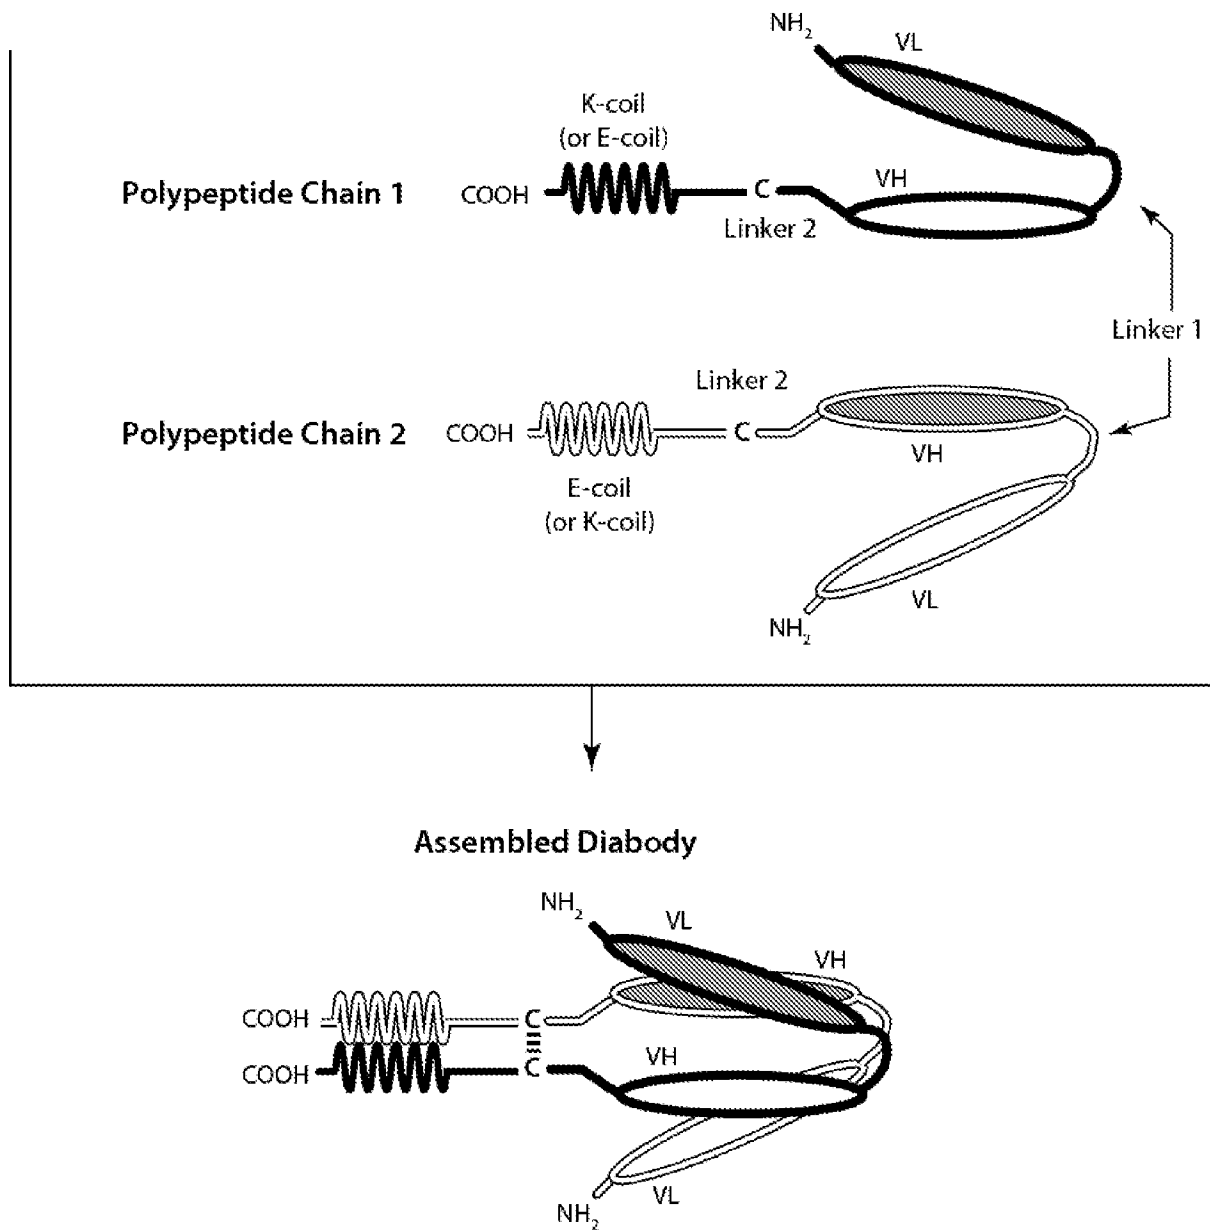 NH2
VL
K-coil
(or E-coil)
Polypeptide Chain 1
COOH
C
VH
Linker 2
Linker 1
Linker 2
Polypeptide Chain 2
COOH
C
VH
E-coil
(or K-coil)
VL
NH2
Assembled Diabody
NH2
VL
VH
COOH
C
VH
COOH
C
VL
NH2